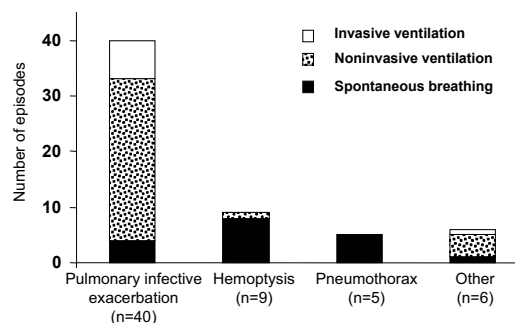 Number of episodes
40
30
20
10
0
Invasive ventilation
Noninvasive ventilation
Spontaneous breathing
Pulmonary infective
exacerbation
(n=40)
Hemoptysis
(n=9)
Pneumothorax
(n=5)
Other
(n=6)